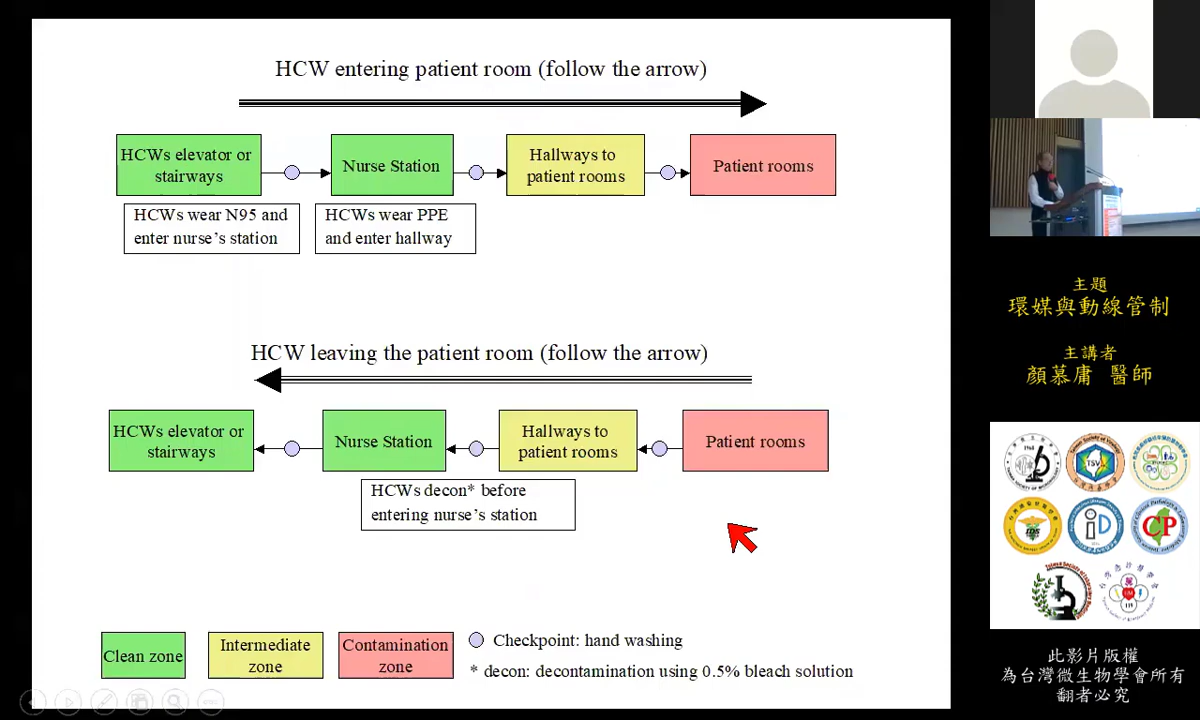 HCW entering patient room (follow the arrow)
HCWs elevator or
stairways
Nurse Station
Hallways to
patient rooms
Patient rooms
HCWs wear N95 and
enter nurse's station
HCWs wear PPE
and enter hallway
HCW leaving the patient room (follow the arrow)
HCWs elevator or
stairways
Nurse Station
Hallways to
patient rooms
Patient rooms
HCWs decon* before
entering nurse's station
Clean zone
Intermediate
zone
Contamination
zone
Checkpoint: hand washing
* decon: decontamination using 0.5% bleach solution
主題
環媒與動線管制
主講者
顏慕庸 醫師
TSV
iD
CP
此影片版權
為台灣微生物學會所有
翻者必究